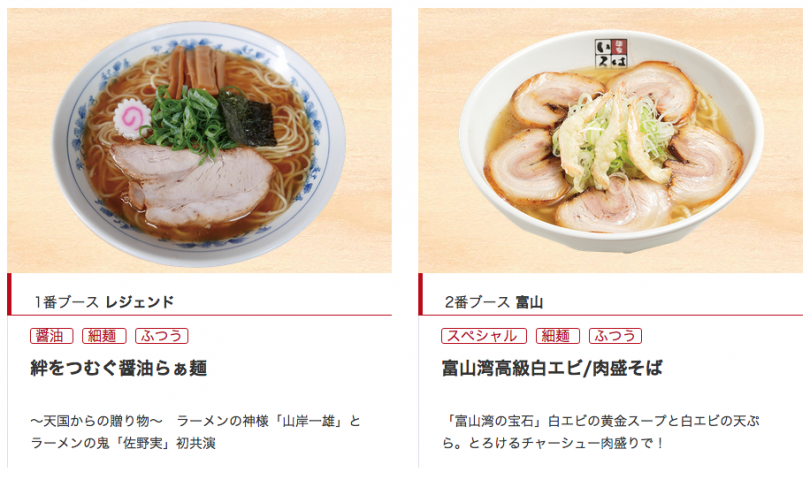 麺家
いろは
1番ブース レジェンド
醤油 細麺 ふつう
絆をつむぐ醤油らぁ麺
〜天国からの贈り物〜　ラーメンの神様「山岸一雄」と
ラーメンの鬼「佐野実」初共演
2番ブース 富山
スペシャル 細麺 ふつう
富山湾高級白エビ/肉盛そば
「富山湾の宝石」白エビの黄金スープと白エビの天ぷ
ら。とろけるチャーシュー肉盛りで！